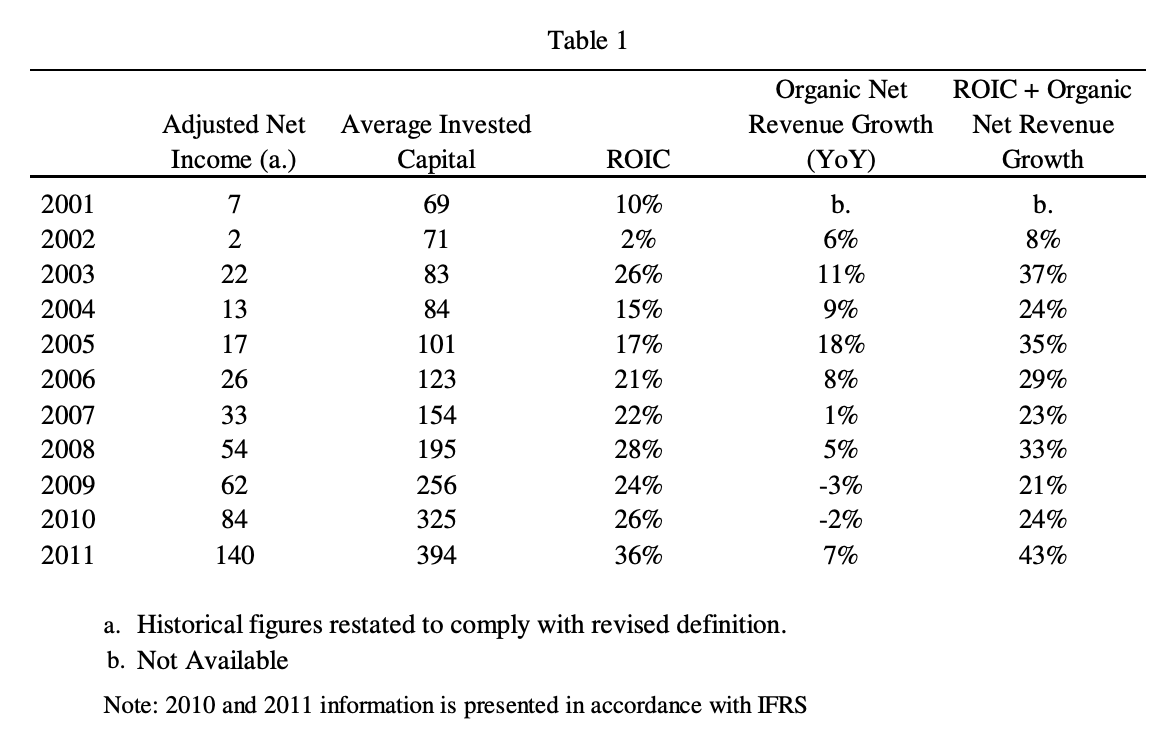 Table 1
Organic Net ROIC + Organic
Adjusted Net Average Invested Revenue Growth Net Revenue
Income (a.) Capital ROIC (YoY) Growth
2001 7 69 10% b. b.
2002 2 71 2% 6% 8%
2003 22 83 26% 11% 37%
2004 13 84 15% 9% 24%
2005 17 101 17% 18% 35%
2006 26 123 21% 8% 29%
2007 33 154 22% 1% 23%
2008 54 195 28% 5% 33%
2009 62 256 24% -3% 21%
2010 84 325 26% -2% 24%
2011 140 394 36% 7% 43%
a. Historical figures restated to comply with revised definition.
b. Not Available
Note: 2010 and 2011 information is presented in accordance with IFRS